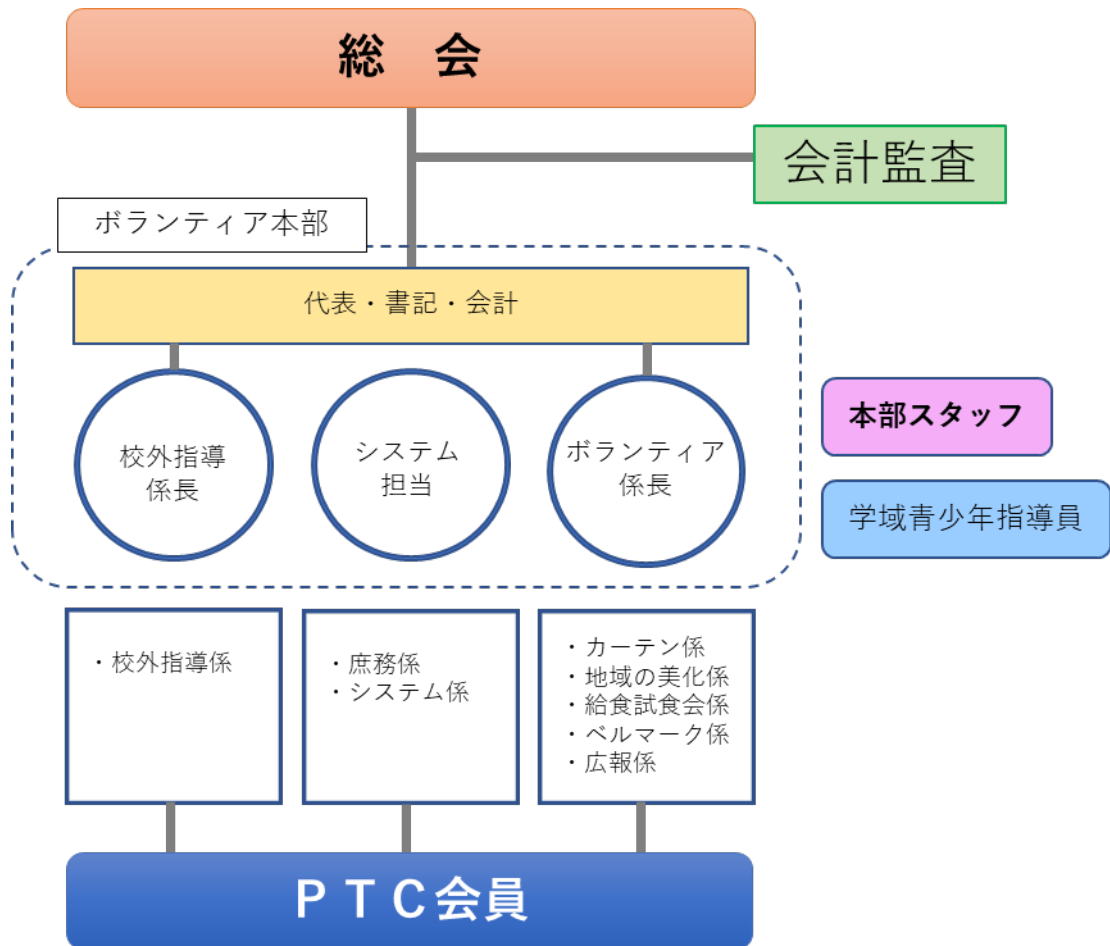 総　会
会計監査
ボランティア本部
代表・書記・会計
校外指導
係長
システム
担当
ボランティア
係長
本部スタッフ
学域青少年指導員
・校外指導係
・庶務係
・システム係
・カーテン係
・地域の美化係
・給食試食会係
・ベルマーク係
・広報係
ＰＴＣ会員